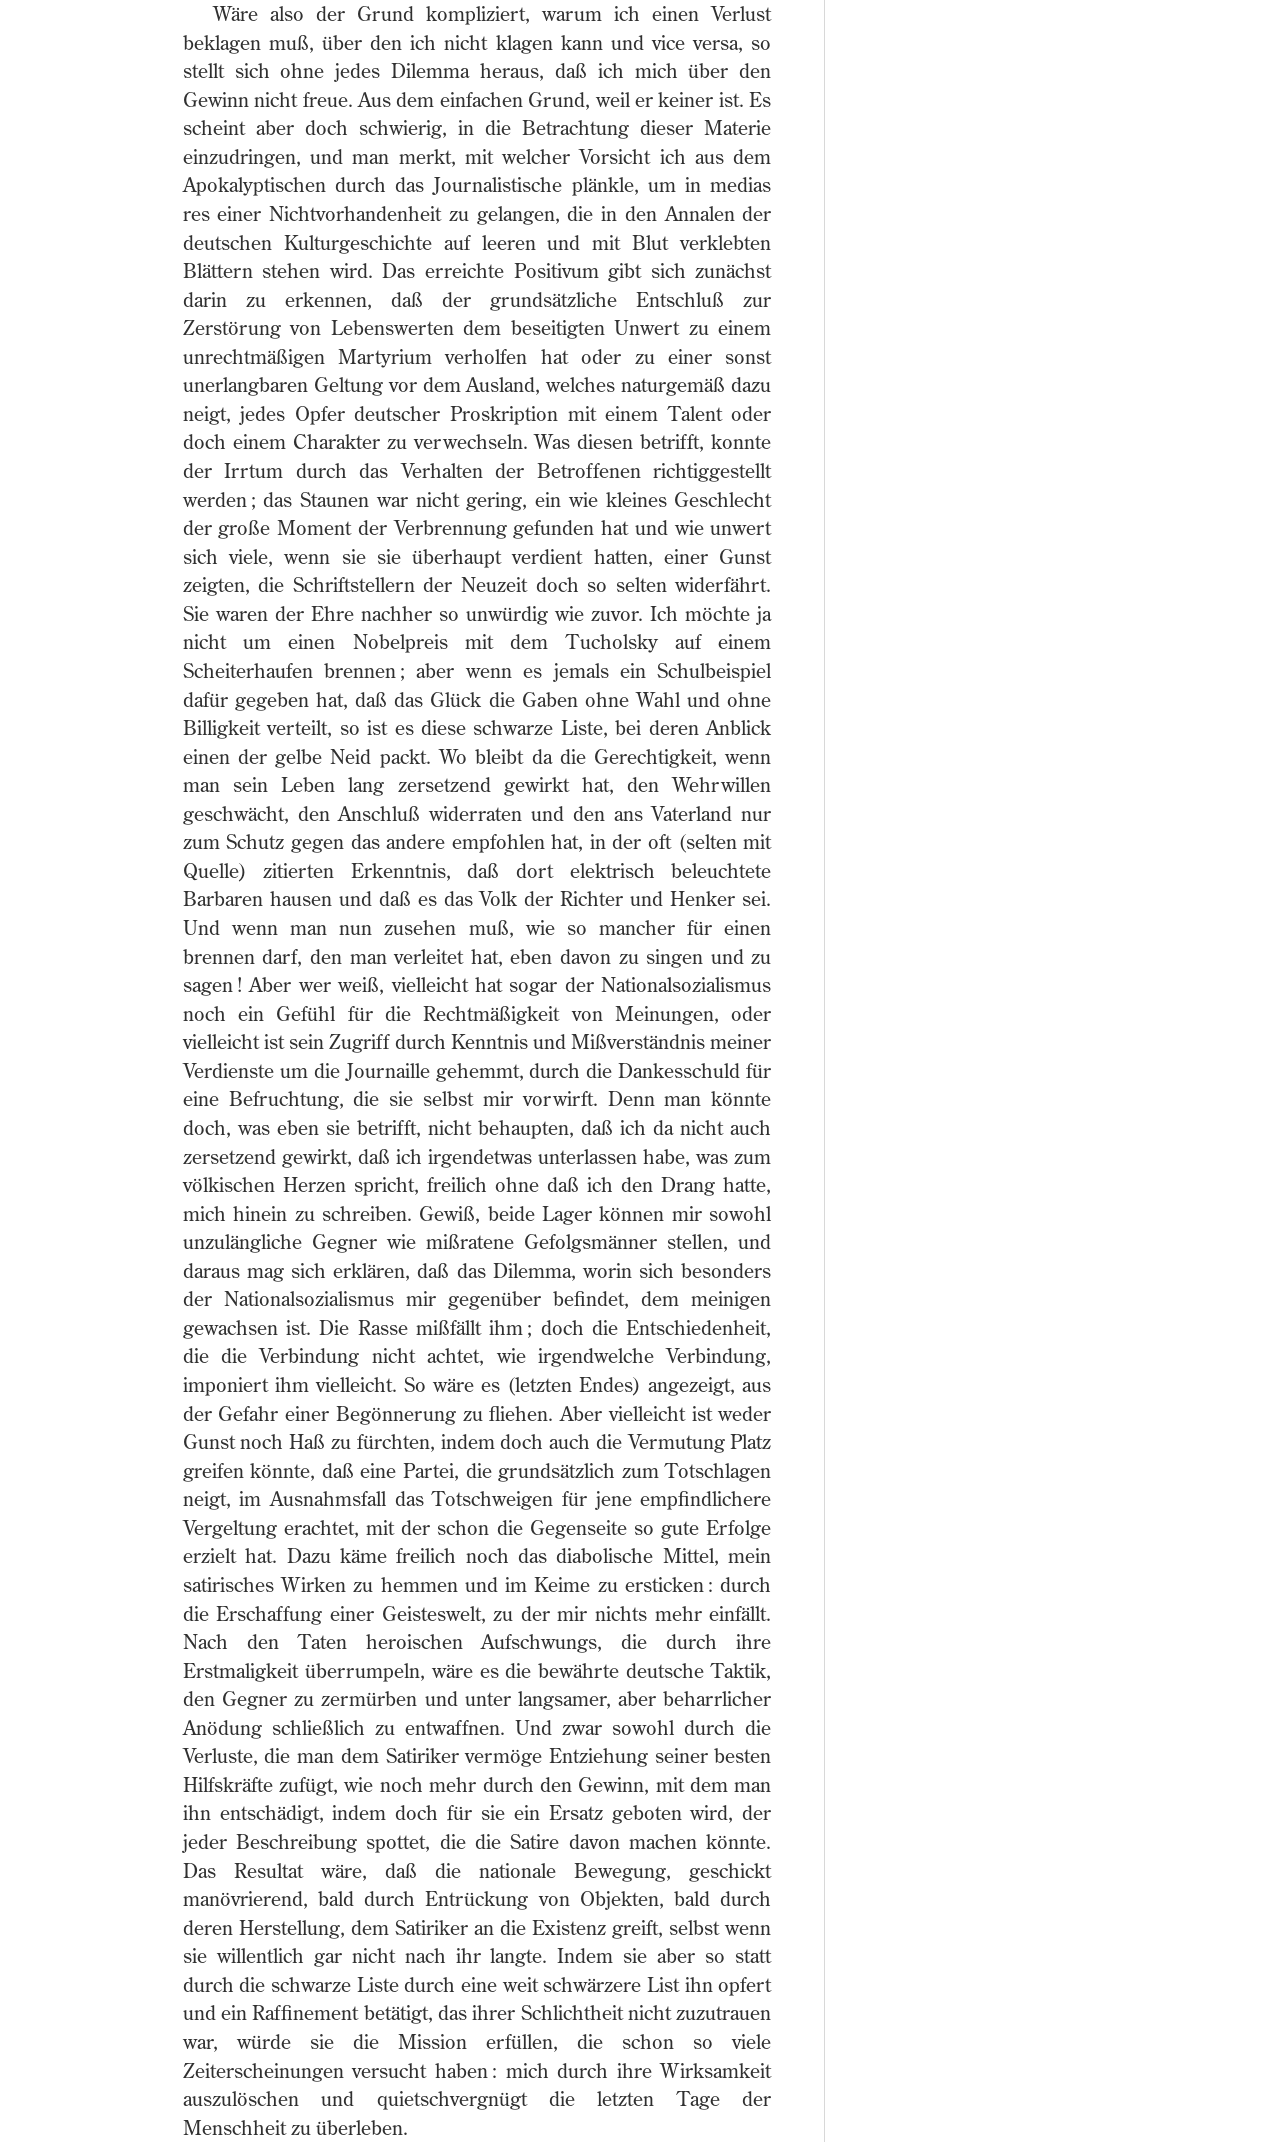 Wäre also der Grund kompliziert, warum ich einen Verlust
beklagen muß, über den ich nicht klagen kann und vice versa, so
stellt sich ohne jedes Dilemma heraus, daß ich mich über den
Gewinn nicht freue. Aus dem einfachen Grund, weil er keiner ist. Es
scheint aber doch schwierig, in die Betrachtung dieser Materie
einzudringen, und man merkt, mit welcher Vorsicht ich aus dem
Apokalyptischen durch das Journalistische plänkle, um in medias
res einer Nichtvorhandenheit zu gelangen, die in den Annalen der
deutschen Kulturgeschichte auf leeren und mit Blut verklebten
Blättern stehen wird. Das erreichte Positivum gibt sich zunächst
darin zu erkennen, daß der grundsätzliche Entschluß zur
Zerstörung von Lebenswerten dem beseitigten Unwert zu einem
unrechtmäßigen Martyrium verholfen hat oder zu einer sonst
unerlangbaren Geltung vor dem Ausland, welches naturgemäß dazu
neigt, jedes Opfer deutscher Proskription mit einem Talent oder
doch einem Charakter zu verwechseln. Was diesen betrifft, konnte
der Irrtum durch das Verhalten der Betroffenen richtiggestellt
werden ; das Staunen war nicht gering, ein wie kleines Geschlecht
der große Moment der Verbrennung gefunden hat und wie unwert
sich viele, wenn sie sie überhaupt verdient hatten, einer Gunst
zeigten, die Schriftstellern der Neuzeit doch so selten widerfährt.
Sie waren der Ehre nachher so unwürdig wie zuvor. Ich möchte ja
nicht um einen Nobelpreis mit dem Tucholsky auf einem
Scheiterhaufen brennen ; aber wenn es jemals ein Schulbeispiel
dafür gegeben hat, daß das Glück die Gaben ohne Wahl und ohne
Billigkeit verteilt, so ist es diese schwarze Liste, bei deren Anblick
einen der gelbe Neid packt. Wo bleibt da die Gerechtigkeit, wenn
man sein Leben lang zersetzend gewirkt hat, den Wehrwillen
geschwächt, den Anschluß widerraten und den ans Vaterland nur
zum Schutz gegen das andere empfohlen hat, in der oft (selten mit
Quelle) zitierten Erkenntnis, daß dort elektrisch beleuchtete
Barbaren hausen und daß es das Volk der Richter und Henker sei.
Und wenn man nun zusehen muß, wie so mancher für einen
brennen darf, den man verleitet hat, eben davon zu singen und zu
sagen ! Aber wer weiß, vielleicht hat sogar der Nationalsozialismus
noch ein Gefühl für die Rechtmäßigkeit von Meinungen, oder
vielleicht ist sein Zugriff durch Kenntnis und Mißverständnis meiner
Verdienste um die Journaille gehemmt, durch die Dankesschuld für
eine Befruchtung, die sie selbst mir vorwirft. Denn man könnte
doch, was eben sie betrifft, nicht behaupten, daß ich da nicht auch
zersetzend gewirkt, daß ich irgendetwas unterlassen habe, was zum
völkischen Herzen spricht, freilich ohne daß ich den Drang hatte,
mich hinein zu schreiben. Gewiß, beide Lager können mir sowohl
unzulängliche Gegner wie mißratene Gefolgsmänner stellen, und
daraus mag sich erklären, daß das Dilemma, worin sich besonders
der Nationalsozialismus mir gegenüber befindet, dem meinigen
gewachsen ist. Die Rasse mißfällt ihm ; doch die Entschiedenheit,
die die Verbindung nicht achtet, wie irgendwelche Verbindung,
imponiert ihm vielleicht. So wäre es (letzten Endes) angezeigt, aus
der Gefahr einer Begönnerung zu fliehen. Aber vielleicht ist weder
Gunst noch Haß zu fürchten, indem doch auch die Vermutung Platz
greifen könnte, daß eine Partei, die grundsätzlich zum Totschlagen
neigt, im Ausnahmsfall das Totschweigen für jene empfindlichere
Vergeltung erachtet, mit der schon die Gegenseite so gute Erfolge
erzielt hat. Dazu käme freilich noch das diabolische Mittel, mein
satirisches Wirken zu hemmen und im Keime zu ersticken : durch
die Erschaffung einer Geisteswelt, zu der mir nichts mehr einfällt.
Nach den Taten heroischen Aufschwungs, die durch ihre
Erstmaligkeit überrumpeln, wäre es die bewährte deutsche Taktik,
den Gegner zu zermürben und unter langsamer, aber beharrlicher
Anödung schließlich zu entwaffnen. Und zwar sowohl durch die
Verluste, die man dem Satiriker vermöge Entziehung seiner besten
Hilfskräfte zufügt, wie noch mehr durch den Gewinn, mit dem man
ihn entschädigt, indem doch für sie ein Ersatz geboten wird, der
jeder Beschreibung spottet, die die Satire davon machen könnte.
Das Resultat wäre, daß die nationale Bewegung, geschickt
manövrierend, bald durch Entrückung von Objekten, bald durch
deren Herstellung, dem Satiriker an die Existenz greift, selbst wenn
sie willentlich gar nicht nach ihr langte. Indem sie aber so statt
durch die schwarze Liste durch eine weit schwärzere List ihn opfert
und ein Raffinement betätigt, das ihrer Schlichtheit nicht zuzutrauen
war, würde sie die Mission erfüllen, die schon so viele
Zeiterscheinungen versucht haben : mich durch ihre Wirksamkeit
auszulöschen und quietschvergnügt die letzten Tage der
Menschheit zu überleben.